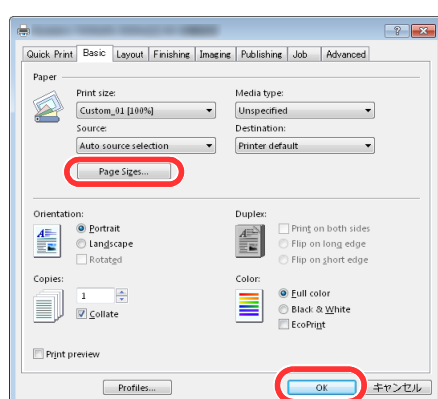 Quick Print Basic Layout Finishing Imaging Publishing Job Advanced
Paper
Print size: Media type:
Custom_01 [100%] Unspecified
Source: Destination:
Auto source selection Printer default
Page Sizes...
Orientation: Duplex:
Portrait Print on both sides
Landscape Flip on long edge
Rotated Flip on short edge
Copies: Color:
1 Full color
Collate Black & White
EcoPrint
Print preview
Profiles... OK キャンセル